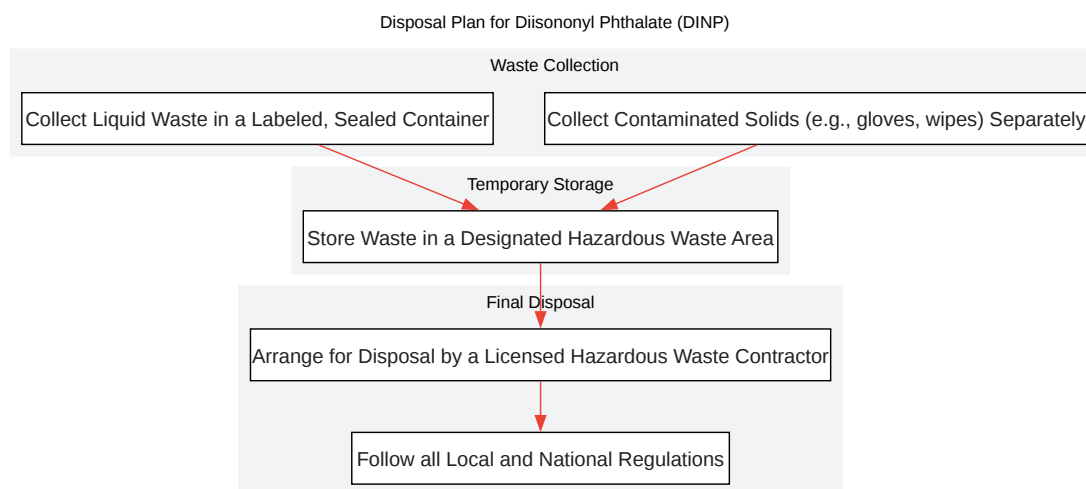 Disposal Plan for Diisononyl Phthalate (DINP)
Waste Collection
Collect Liquid Waste in a Labeled, Sealed Container
Collect Contaminated Solids (e.g., gloves, wipes) Separately
Temporary Storage
Store Waste in a Designated Hazardous Waste Area
Final Disposal
Arrange for Disposal by a Licensed Hazardous Waste Contractor
Follow all Local and National Regulations